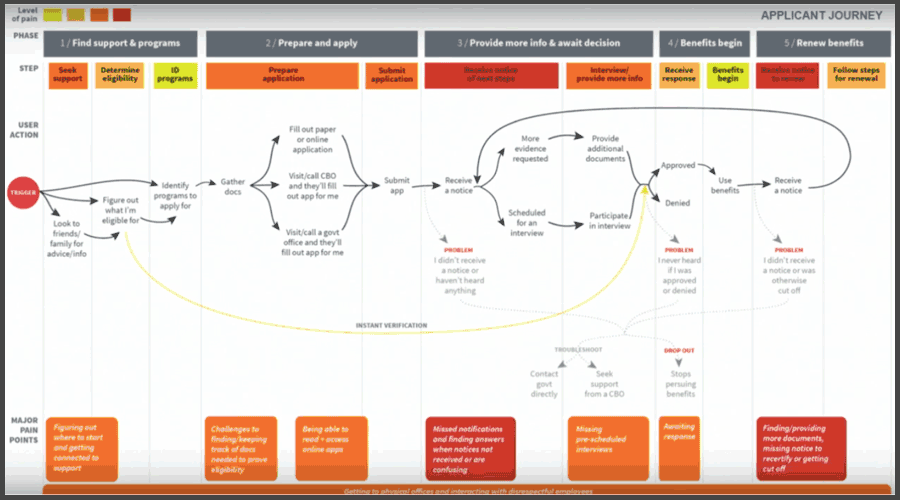 Level
of pain
APPLICANT JOURNEY
PHASE
1 / Find support & programs
2 / Prepare and apply
3 / Provide more info & await decision
4 / Benefits begin
5 / Renew benefits
STEP
Seek
support
Determine
eligibility
ID
programs
Prepare
application
Submit
application
Receive notice
of next steps
Interview/
provide more info
Receive
response
Benefits
begin
Receive notice
to renew
Follow steps
for renewal
USER
ACTION
TRIGGER
Look to
friends/
family for
advice/info
Figure out
what I'm
eligible for
Identify
programs to
apply for
Gather
docs
Fill out paper
or online
application
Visit/call CBO
and they'll fill
out app for me
Visit/call a govt
office and they'll
fill out app for me
Submit
app
Receive
a notice
More
evidence
requested
Provide
additional
documents
Scheduled
for an
interview
Participate
in interview
Approved
Denied
Use
benefits
Receive
a notice
PROBLEM
I didn't receive
a notice or
haven't heard
anything
PROBLEM
I never heard
if I was
approved
or denied
PROBLEM
I didn't receive
a notice or was
otherwise
cut off
INSTANT VERIFICATION
TROUBLESHOOT
Contact
govt
directly
Seek
support
from a CBO
DROP OUT
Stops
persuing
benefits
MAJOR
PAIN
POINTS
Figuring out
where to start
and getting
connected to
support
Challenges to
finding/keeping
track of docs
needed to prove
eligibility
Being able to
read + access
online apps
Missed notifications
and finding answers
when notices
not received or are
confusing
Missing
pre-scheduled
interviews
Awaiting
response
Finding/providing
more documents,
missing notice to
recertify or getting
cut off
Getting to physical offices and interacting with disrespectful employees